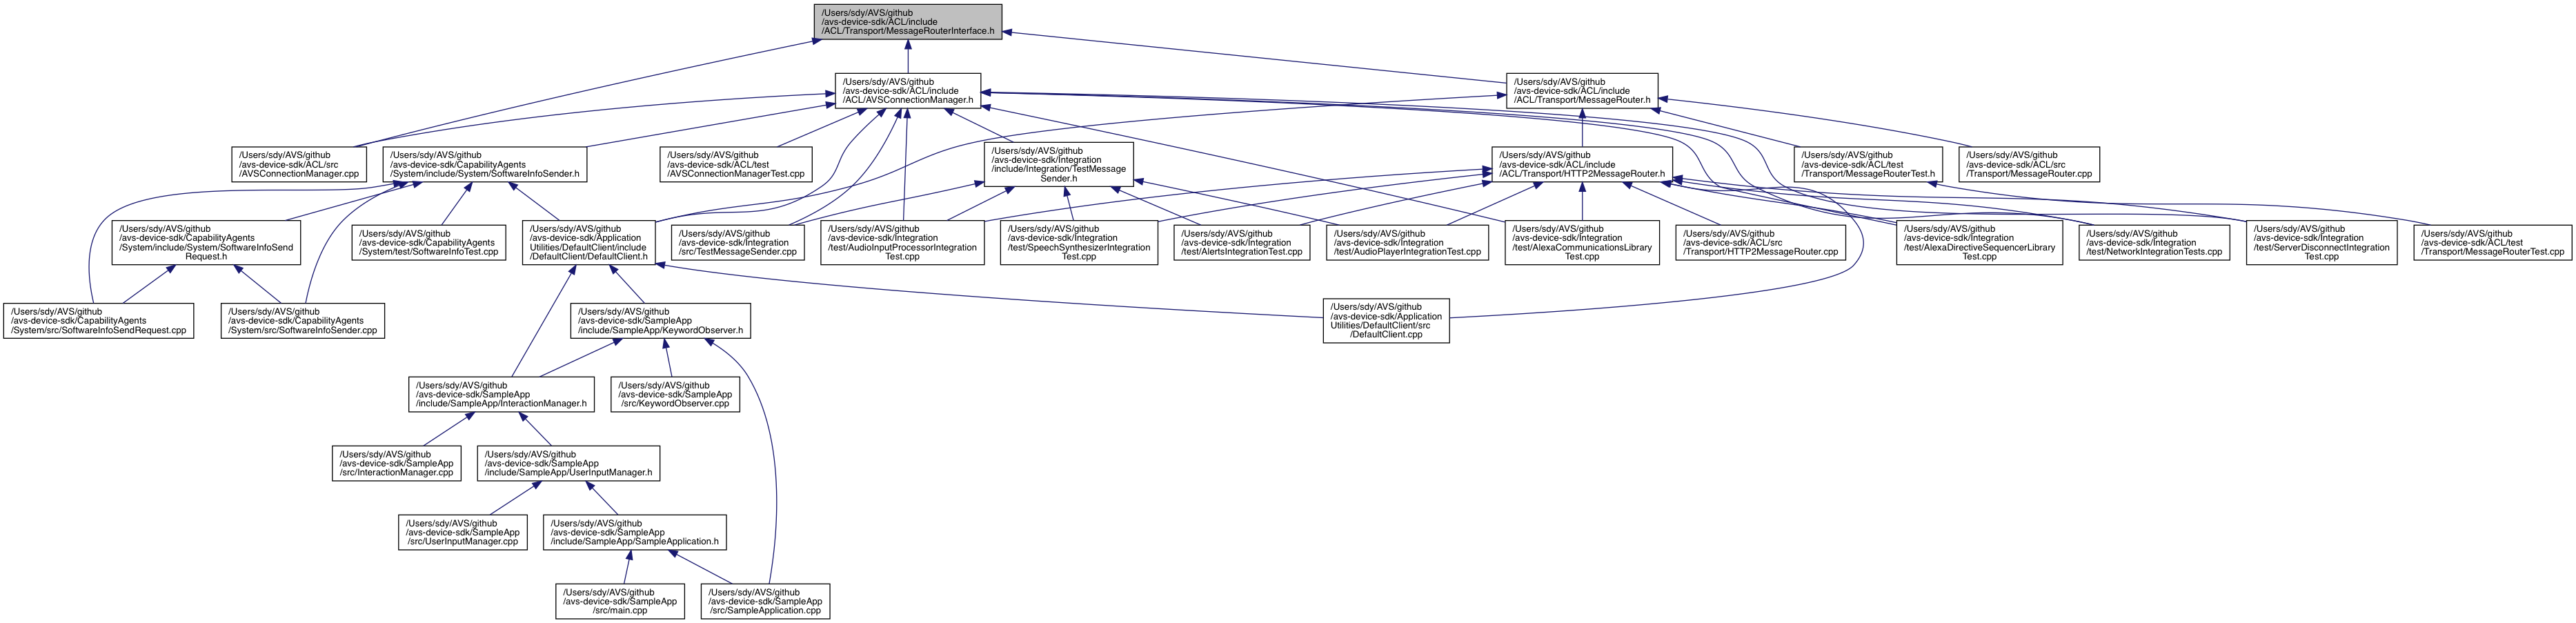 /Users/sdy/AVS/github
/avs-device-sdk/ACL/include
/ACL/Transport/MessageRouterInterface.h
/Users/sdy/AVS/github
/avs-device-sdk/ACL/include
/ACL/AVSConnectionManager.h
/Users/sdy/AVS/github
/avs-device-sdk/ACL/include
/ACL/Transport/MessageRouter.h
/Users/sdy/AVS/github
/avs-device-sdk/ACL/src
/AVSConnectionManager.cpp
/Users/sdy/AVS/github
/avs-device-sdk/CapabilityAgents
/System/include/System/SoftwareInfoSender.h
/Users/sdy/AVS/github
/avs-device-sdk/ACL/test
/AVSConnectionManagerTest.cpp
/Users/sdy/AVS/github
/avs-device-sdk/Integration
/include/Integration/TestMessage
Sender.h
/Users/sdy/AVS/github
/avs-device-sdk/ACL/include
/ACL/Transport/HTTP2MessageRouter.h
/Users/sdy/AVS/github
/avs-device-sdk/ACL/test
/Transport/MessageRouterTest.h
/Users/sdy/AVS/github
/avs-device-sdk/ACL/src
/Transport/MessageRouter.cpp
/Users/sdy/AVS/github
/avs-device-sdk/CapabilityAgents
/System/include/System/SoftwareInfoSend
Request.h
/Users/sdy/AVS/github
/avs-device-sdk/CapabilityAgents
/System/test/SoftwareInfoTest.cpp
/Users/sdy/AVS/github
/avs-device-sdk/Application
Utilities/DefaultClient/include
/DefaultClient/DefaultClient.h
/Users/sdy/AVS/github
/avs-device-sdk/Integration
/src/TestMessageSender.cpp
/Users/sdy/AVS/github
/avs-device-sdk/Integration
/test/AudioInputProcessorIntegration
Test.cpp
/Users/sdy/AVS/github
/avs-device-sdk/Integration
/test/SpeechSynthesizerIntegration
Test.cpp
/Users/sdy/AVS/github
/avs-device-sdk/Integration
/test/AlertsIntegrationTest.cpp
/Users/sdy/AVS/github
/avs-device-sdk/Integration
/test/AudioPlayerIntegrationTest.cpp
/Users/sdy/AVS/github
/avs-device-sdk/Integration
/test/AlexaCommunicationsLibrary
Test.cpp
/Users/sdy/AVS/github
/avs-device-sdk/ACL/src
/Transport/HTTP2MessageRouter.cpp
/Users/sdy/AVS/github
/avs-device-sdk/Integration
/test/AlexaDirectiveSequencerLibrary
Test.cpp
/Users/sdy/AVS/github
/avs-device-sdk/Integration
/test/NetworkIntegrationTests.cpp
/Users/sdy/AVS/github
/avs-device-sdk/Integration
/test/ServerDisconnectIntegration
Test.cpp
/Users/sdy/AVS/github
/avs-device-sdk/ACL/test
/Transport/MessageRouterTest.cpp
/Users/sdy/AVS/github
/avs-device-sdk/CapabilityAgents
/System/src/SoftwareInfoSendRequest.cpp
/Users/sdy/AVS/github
/avs-device-sdk/CapabilityAgents
/System/src/SoftwareInfoSender.cpp
/Users/sdy/AVS/github
/avs-device-sdk/SampleApp
/include/SampleApp/KeywordObserver.h
/Users/sdy/AVS/github
/avs-device-sdk/Application
Utilities/DefaultClient/src
/DefaultClient.cpp
/Users/sdy/AVS/github
/avs-device-sdk/SampleApp
/include/SampleApp/InteractionManager.h
/Users/sdy/AVS/github
/avs-device-sdk/SampleApp
/src/KeywordObserver.cpp
/Users/sdy/AVS/github
/avs-device-sdk/SampleApp
/src/InteractionManager.cpp
/Users/sdy/AVS/github
/avs-device-sdk/SampleApp
/include/SampleApp/UserInputManager.h
/Users/sdy/AVS/github
/avs-device-sdk/SampleApp
/src/UserInputManager.cpp
/Users/sdy/AVS/github
/avs-device-sdk/SampleApp
/include/SampleApp/SampleApplication.h
/Users/sdy/AVS/github
/avs-device-sdk/SampleApp
/src/main.cpp
/Users/sdy/AVS/github
/avs-device-sdk/SampleApp
/src/SampleApplication.cpp